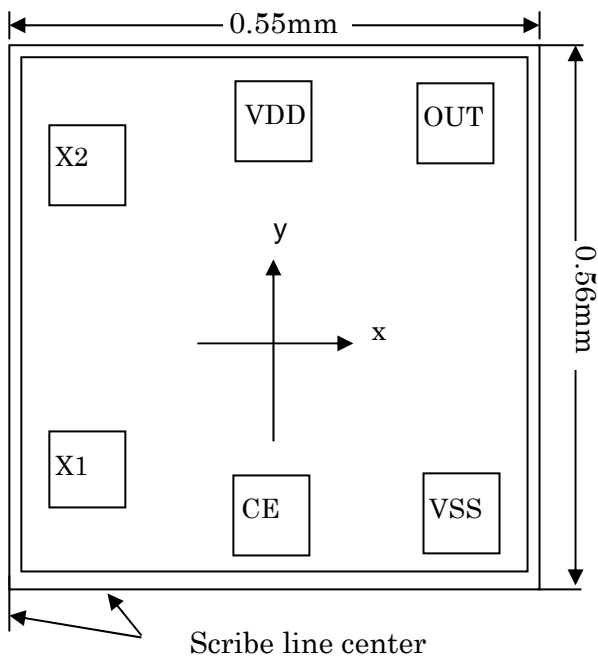 0.55mm
VDD
OUT
X2
y
0.56mm
x
X1
CE
VSS
Scribe line center